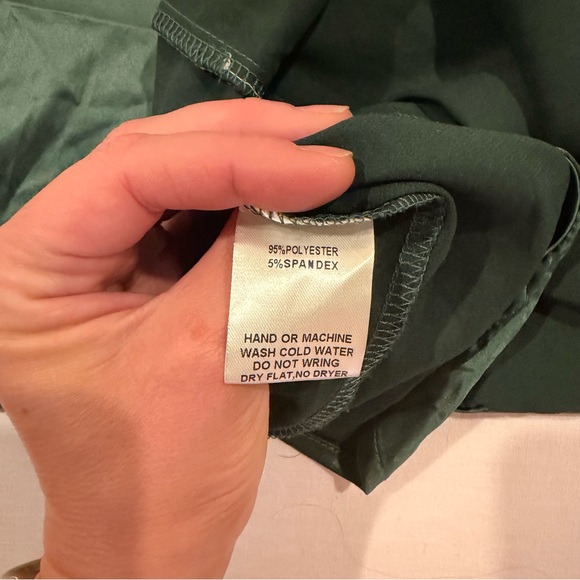 95%POLYESTER
5%SPANDEX
HAND OR MACHINE
WASH COLD WATER
DO NOT WRING
DRY FLAT,NO DRYER